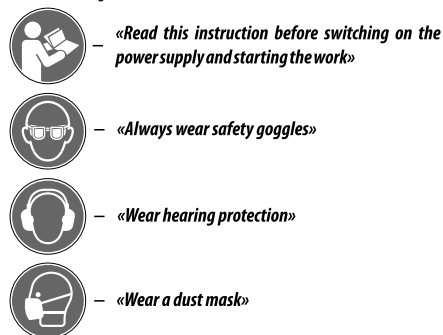 – «Read this instruction before switching on the
power supply and starting the work»
– «Always wear safety goggles»
– «Wear hearing protection»
– «Wear a dust mask»